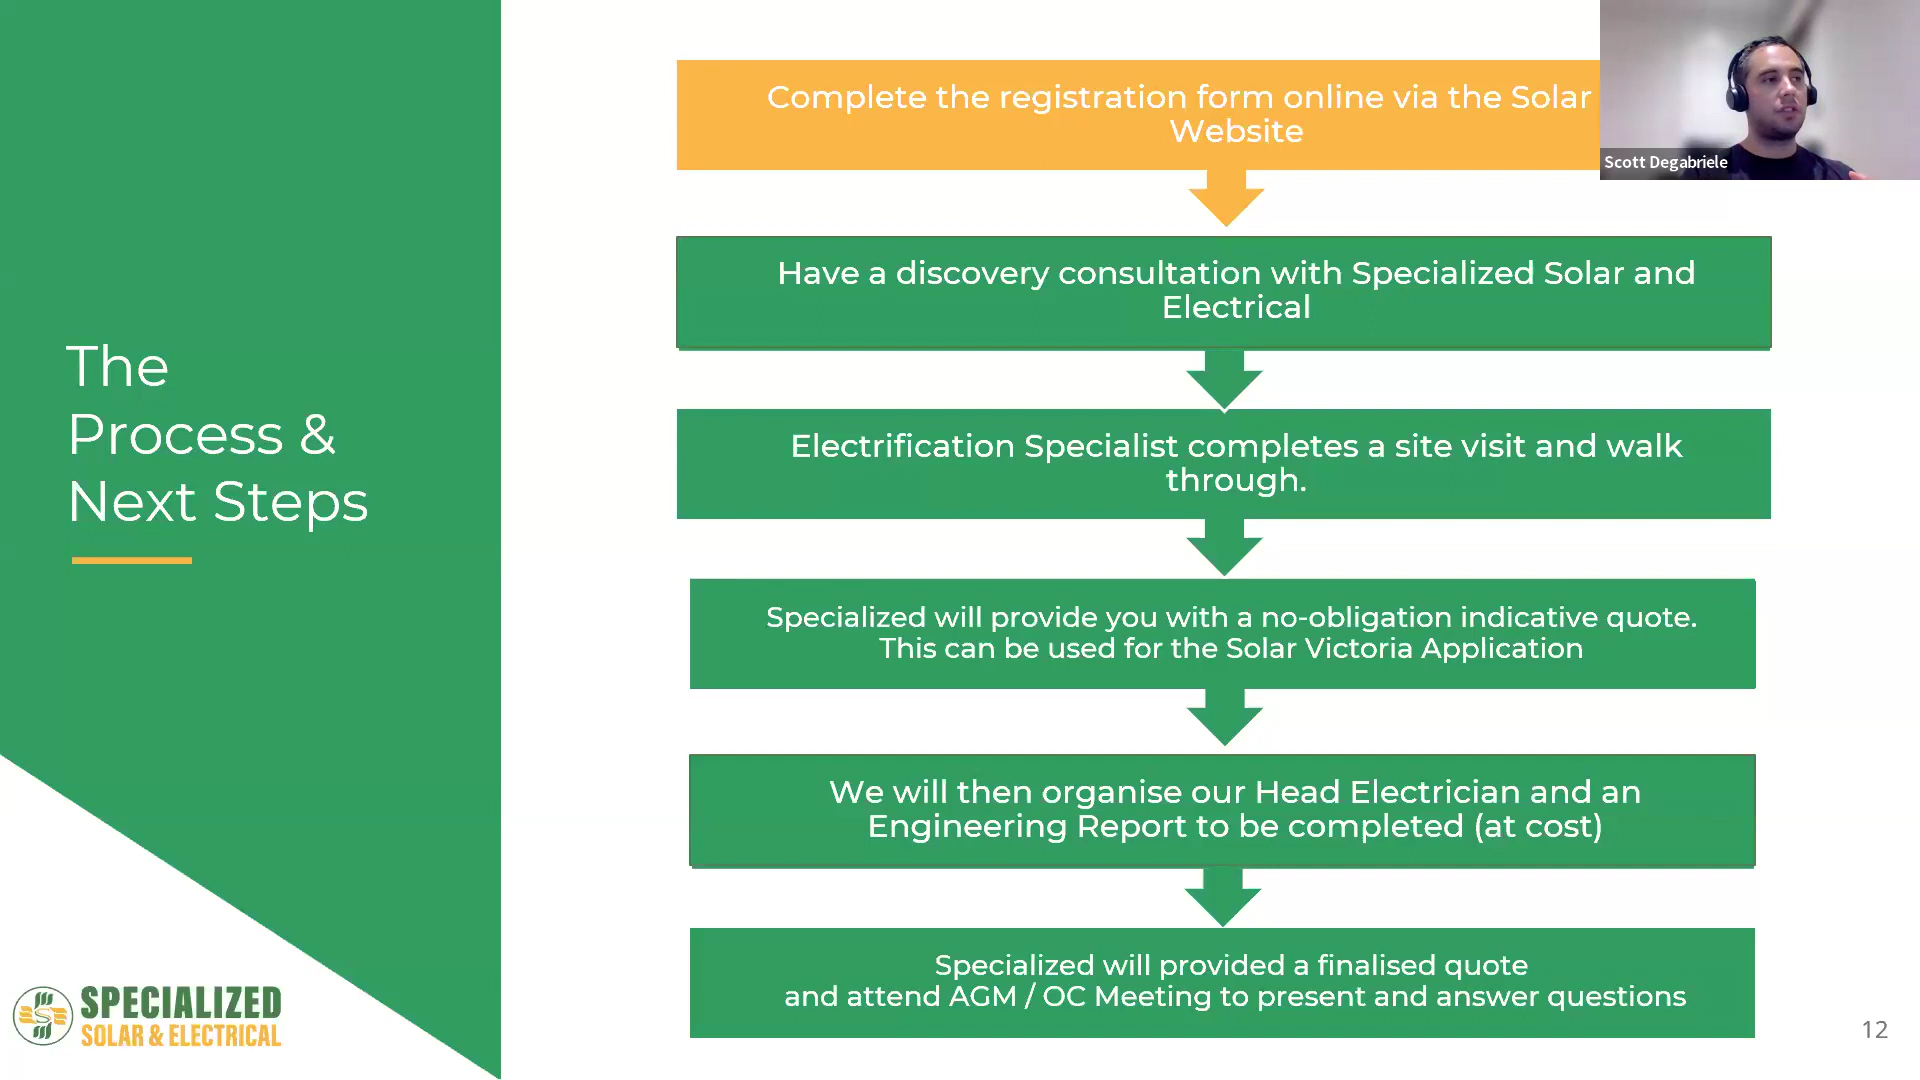 Complete the registration form online via the Solar
Website
Scott Degabriele
Have a discovery consultation with Specialized Solar and
Electrical
The
Process &
Next Steps
Electrification Specialist completes a site visit and walk
through.
Specialized will provide you with a no-obligation indicative quote.
This can be used for the Solar Victoria Application
We will then organise our Head Electrician and an
Engineering Report to be completed (at cost)
Specialized will provided a finalised quote
and attend AGM / OC Meeting to present and answer questions
SPECIALIZED
SOLAR & ELECTRICAL
12